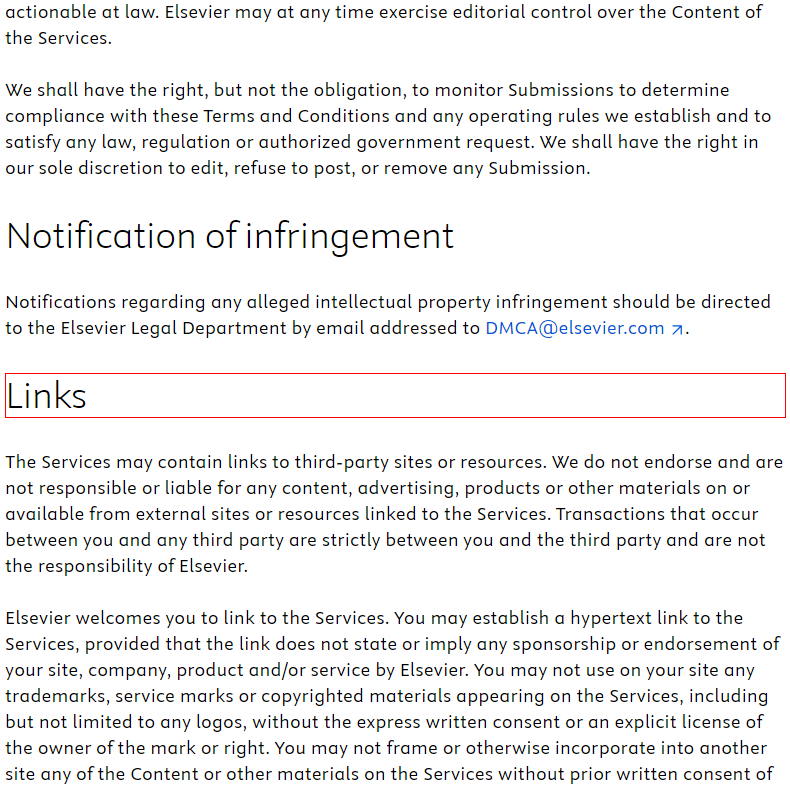 actionable at law. Elsevier may at any time exercise editorial control over the Content of
the Services.
We shall have the right, but not the obligation, to monitor Submissions to determine
compliance with these Terms and Conditions and any operating rules we establish and to
satisfy any law, regulation or authorized government request. We shall have the right in
our sole discretion to edit, refuse to post, or remove any Submission.
Notification of infringement
Notifications regarding any alleged intellectual property infringement should be directed
to the Elsevier Legal Department by email addressed to DMCA@elsevier.com ↗.
Links
The Services may contain links to third-party sites or resources. We do not endorse and are
not responsible or liable for any content, advertising, products or other materials on or
available from external sites or resources linked to the Services. Transactions that occur
between you and any third party are strictly between you and the third party and are not
the responsibility of Elsevier.
Elsevier welcomes you to link to the Services. You may establish a hypertext link to the
Services, provided that the link does not state or imply any sponsorship or endorsement of
your site, company, product and/or service by Elsevier. You may not use on your site any
trademarks, service marks or copyrighted materials appearing on the Services, including
but not limited to any logos, without the express written consent or an explicit license of
the owner of the mark or right. You may not frame or otherwise incorporate into another
site any of the Content or other materials on the Services without prior written consent of